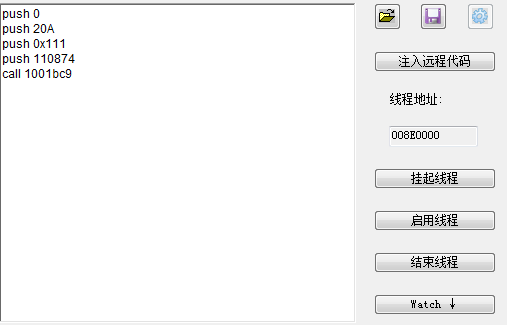 push 0
push 20A
push 0x111
push 110874
call 1001bc9
注入远程代码
线程地址:
008E0000
挂起线程
启用线程
结束线程
Watch ↓